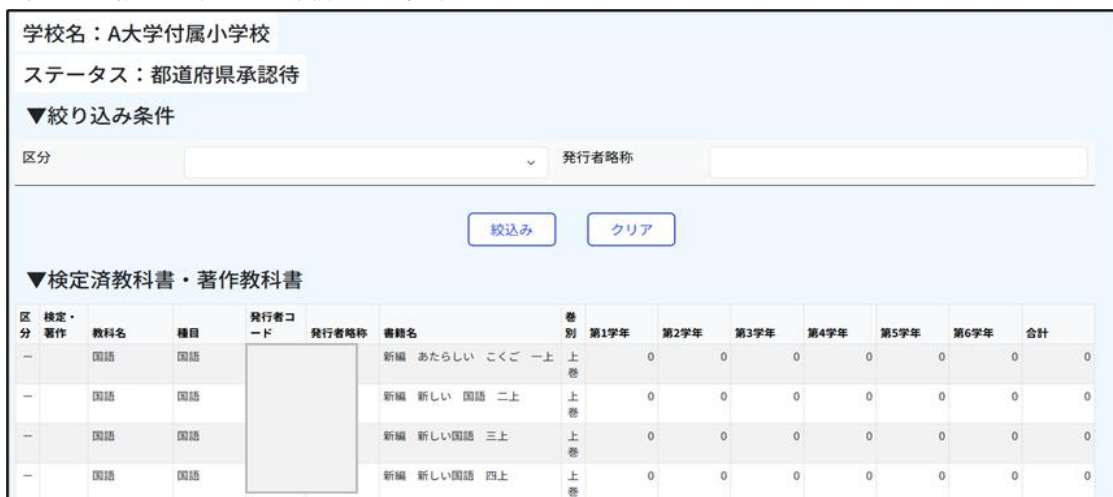 学校名：A大学付属小学校
ステータス：都道府県承認待
▼絞り込み条件
区分 発行者略称
絞込み クリア
▼検定済教科書・著作教科書
区分 検定・著作 教科名 種目 発行者コード 発行者略称 書籍名 巻別 第1学年 第2学年 第3学年 第4学年 第5学年 第6学年 合計
ー 国語 国語 新編 あたらしい こくご 一上 上巻 0 0 0 0 0 0 0
ー 国語 国語 新編 新しい 国語 二上 上巻 0 0 0 0 0 0 0
ー 国語 国語 新編 新しい国語 三上 上巻 0 0 0 0 0 0 0
ー 国語 国語 新編 新しい国語 四上 上巻 0 0 0 0 0 0 0